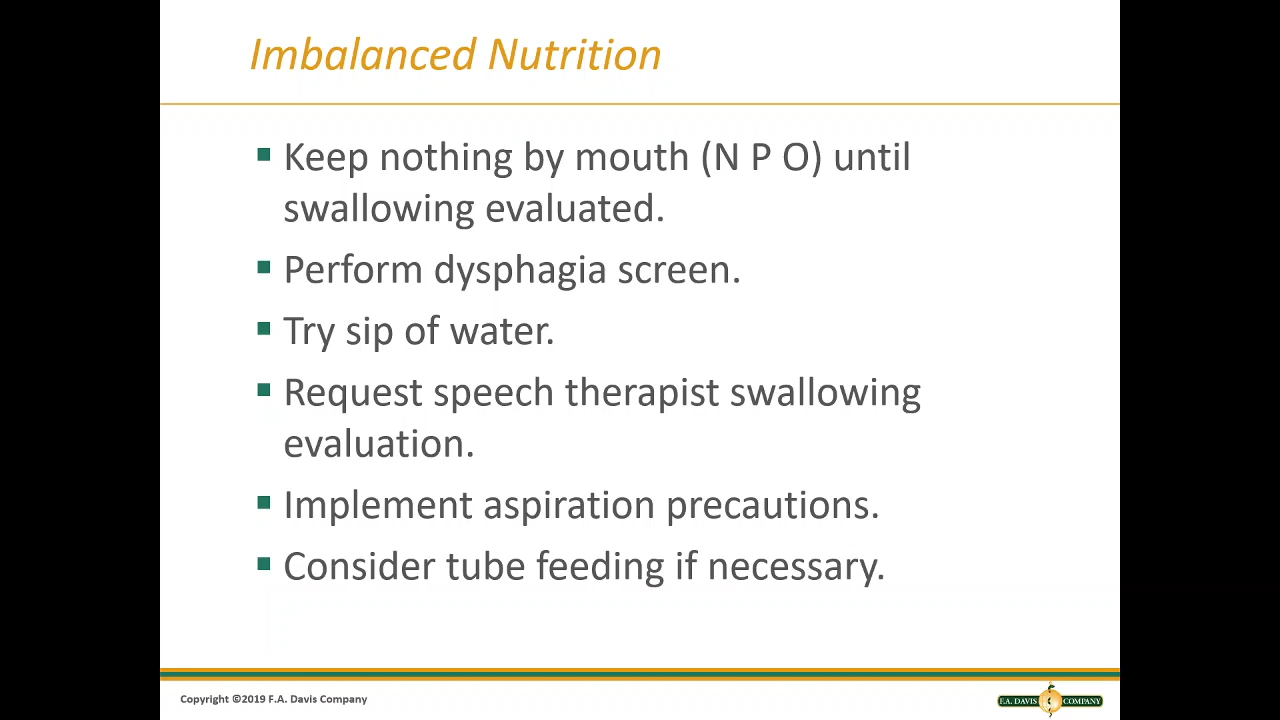 Imbalanced Nutrition
▪ Keep nothing by mouth (N P O) until
swallowing evaluated.
▪ Perform dysphagia screen.
▪ Try sip of water.
▪ Request speech therapist swallowing
evaluation.
▪ Implement aspiration precautions.
▪ Consider tube feeding if necessary.
Copyright ©2019 F.A. Davis Company
F.A. DAVIS COMPANY